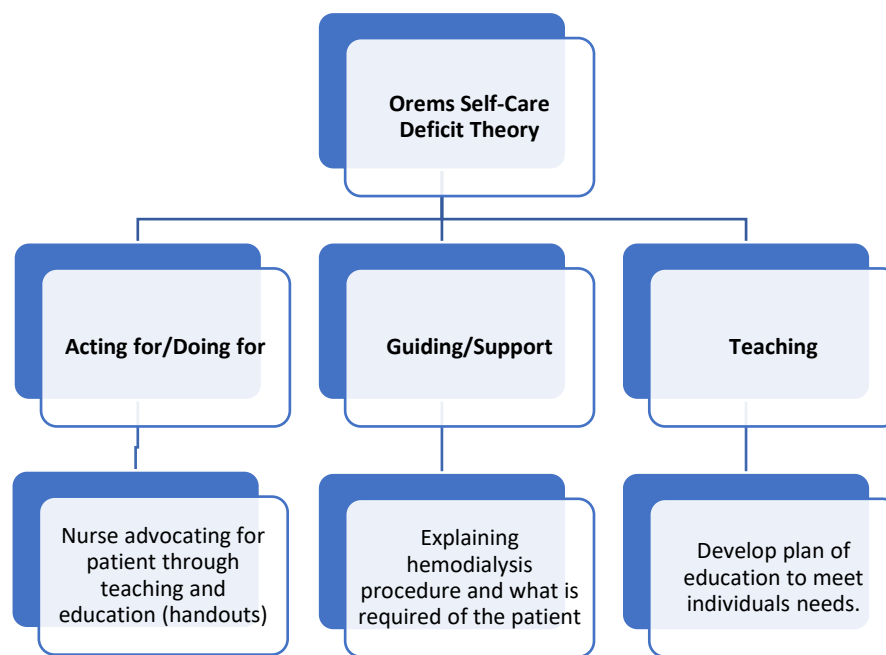 Orems Self-Care
Deficit Theory
Acting for/Doing for
Guiding/Support
Teaching
Nurse advocating for
patient through
teaching and
education (handouts)
Explaining
hemodialysis
procedure and what is
required of the patient
Develop plan of
education to meet
individuals needs.